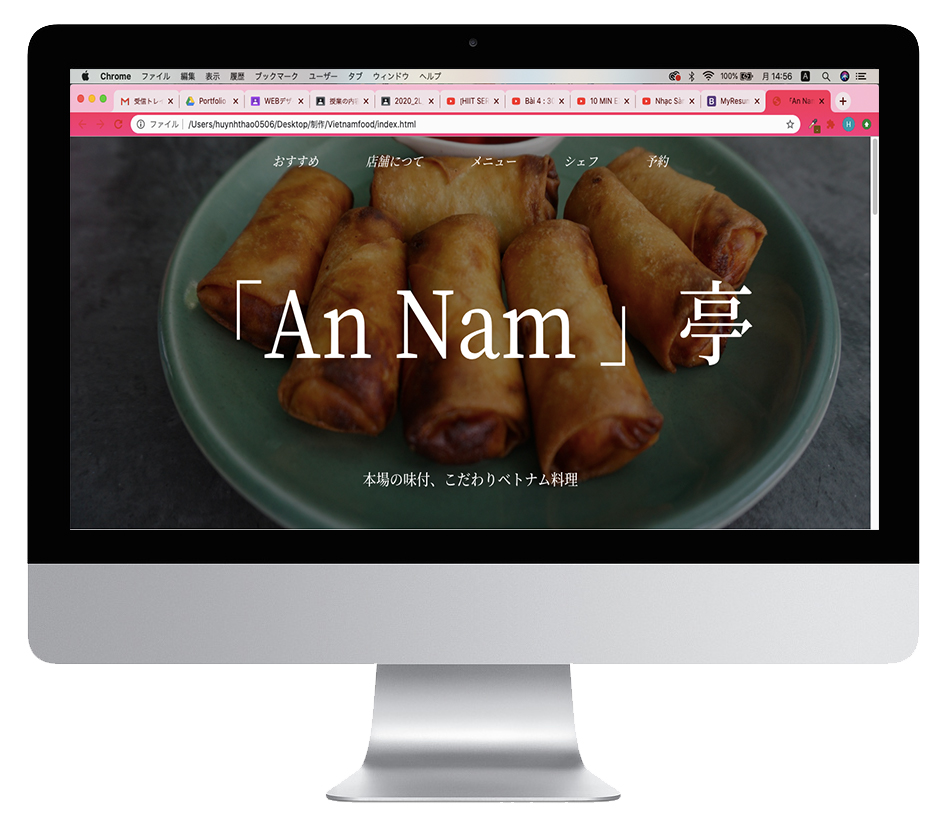 Chrome ファイル 編集 表示 履歴 ブックマーク ユーザー タブ ウィンドウ ヘルプ 100% 月 14:56 A
受信トレ Portfolio WEBデザ 授業の内容 2020_2 [HIIT SER Bài 4 : 30 10 MIN Nhạc Sàn MyResum 「An Nam
ファイル | /Users/huynhthao0506/Desktop/制作/Vietnamfood/index.html H
おすすめ 店舗につて メニュー シェフ 予約
「An Nam 」亭
本場の味付、こだわりベトナム料理